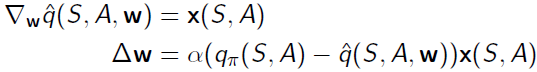 ∇_w q̂(S, A, w) = x(S, A)
Δw = α(q_π(S, A) − q̂(S, A, w))x(S, A)